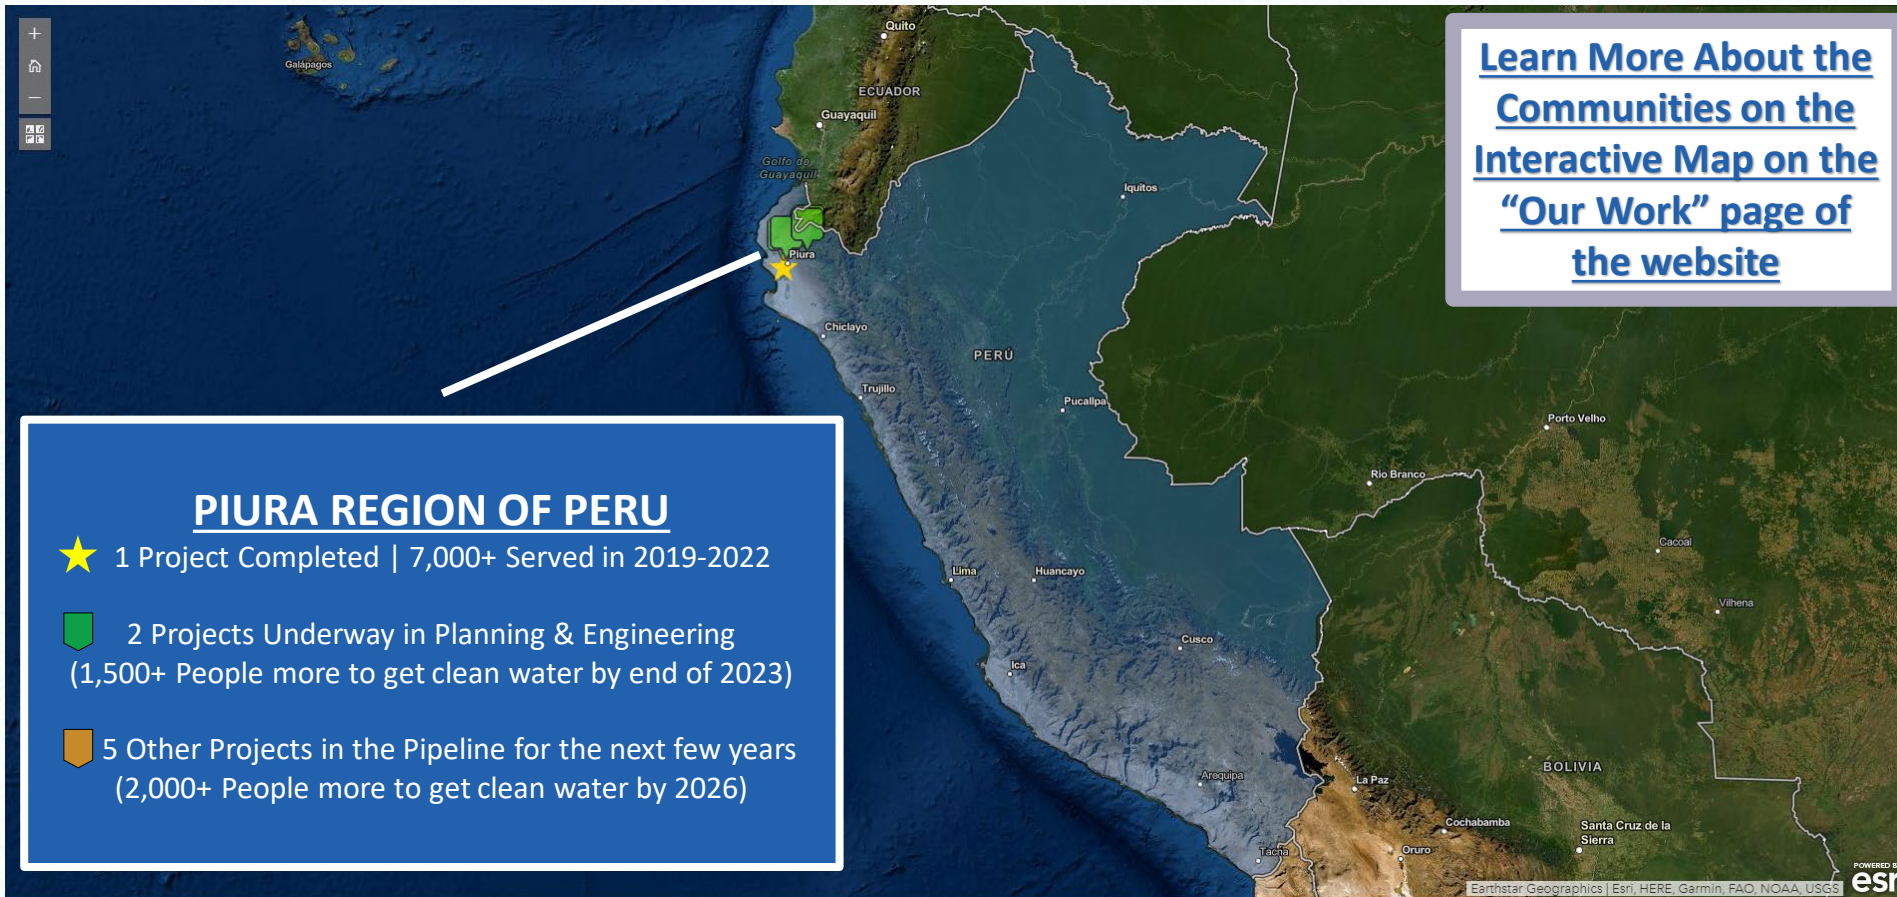 Learn More About the
Communities on the
Interactive Map on the
“Our Work” page of
the website
Quito
Galápagos
ECUADOR
Guayaquil
Golfo de
Guayaquil
Iquitos
Piura
Chiclayo
PERÚ
Trujillo
Pucallpa
Porto Velho
Rio Branco
Cacoal
Lima
Huancayo
Vilhena
Cusco
Ica
BOLIVIA
Arequipa
La Paz
Cochabamba
Santa Cruz de la
Sierra
Oruro
Tacna
PIURA REGION OF PERU
1 Project Completed | 7,000+ Served in 2019-2022
2 Projects Underway in Planning & Engineering
(1,500+ People more to get clean water by end of 2023)
5 Other Projects in the Pipeline for the next few years
(2,000+ People more to get clean water by 2026)
Earthstar Geographics | Esri, HERE, Garmin, FAO, NOAA, USGS
POWERED B
esr